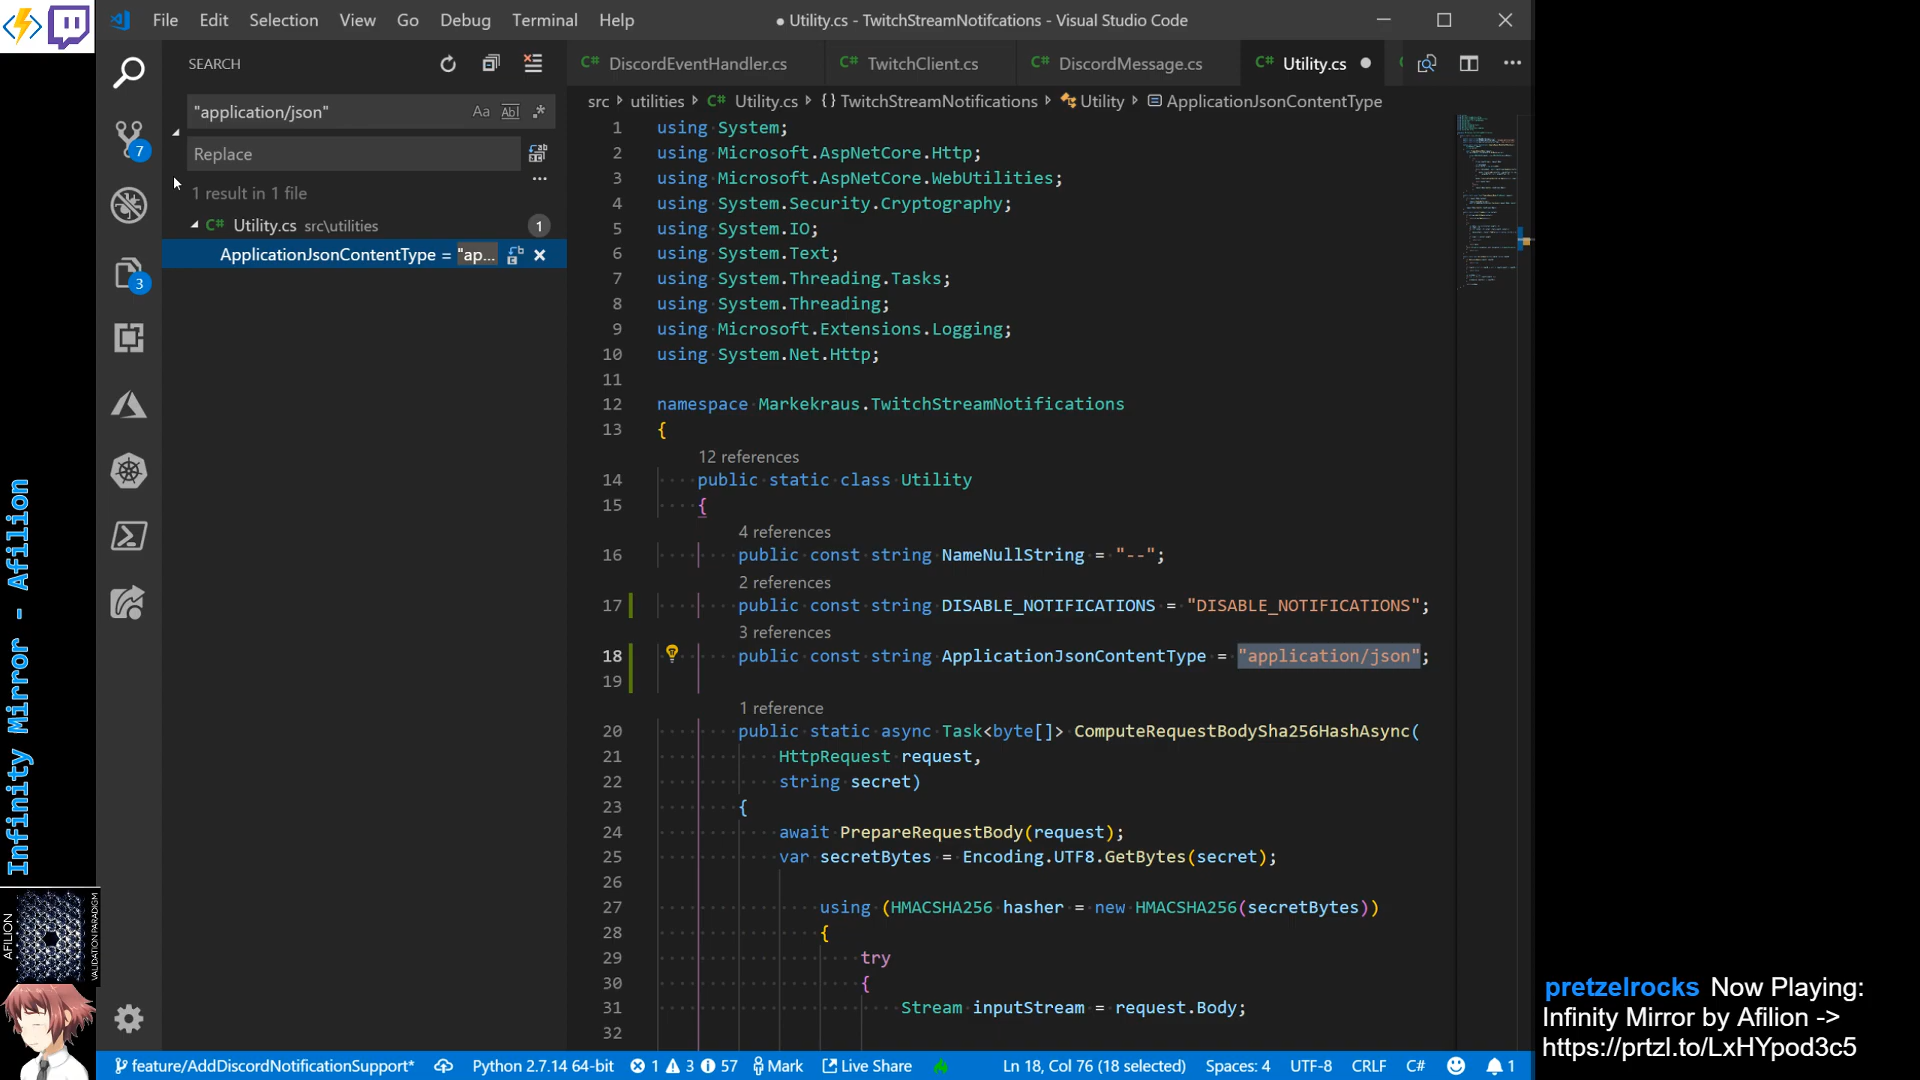 File Edit Selection View Go Debug Terminal Help
● Utility.cs - TwitchStreamNotifcations - Visual Studio Code
SEARCH
"application/json"
Aa Abl .*
Replace
1 result in 1 file
C# Utility.cs src\utilities 1
ApplicationJsonContentType = "ap...
7
3
C# DiscordEventHandler.cs C# TwitchClient.cs C# DiscordMessage.cs C# Utility.cs ●
src › utilities › C# Utility.cs › {} TwitchStreamNotifications › Utility › ApplicationJsonContentType
1 using System;
2 using Microsoft.AspNetCore.Http;
3 using Microsoft.AspNetCore.WebUtilities;
4 using System.Security.Cryptography;
5 using System.IO;
6 using System.Text;
7 using System.Threading.Tasks;
8 using System.Threading;
9 using Microsoft.Extensions.Logging;
10 using System.Net.Http;
11
12 namespace Markekraus.TwitchStreamNotifications
13 {
12 references
14 public static class Utility
15 {
4 references
16 public const string NameNullString = "--";
2 references
17 public const string DISABLE_NOTIFICATIONS = "DISABLE_NOTIFICATIONS";
3 references
18 public const string ApplicationJsonContentType = "application/json";
19
1 reference
20 public static async Task<byte[]> ComputeRequestBodySha256HashAsync(
21 HttpRequest request,
22 string secret)
23 {
24 await PrepareRequestBody(request);
25 var secretBytes = Encoding.UTF8.GetBytes(secret);
26
27 using (HMACSHA256 hasher = new HMACSHA256(secretBytes))
28 {
29 try
30 {
31 Stream inputStream = request.Body;
32
feature/AddDiscordNotificationSupport* Python 2.7.14 64-bit 1 3 57 Mark Live Share Ln 18, Col 76 (18 selected) Spaces: 4 UTF-8 CRLF C# 1
Infinity Mirror - Afilion
AFILION
VALIDATION PARADIGM
pretzelrocks Now Playing:
Infinity Mirror by Afilion ->
https://prtzl.to/LxHYpod3c5